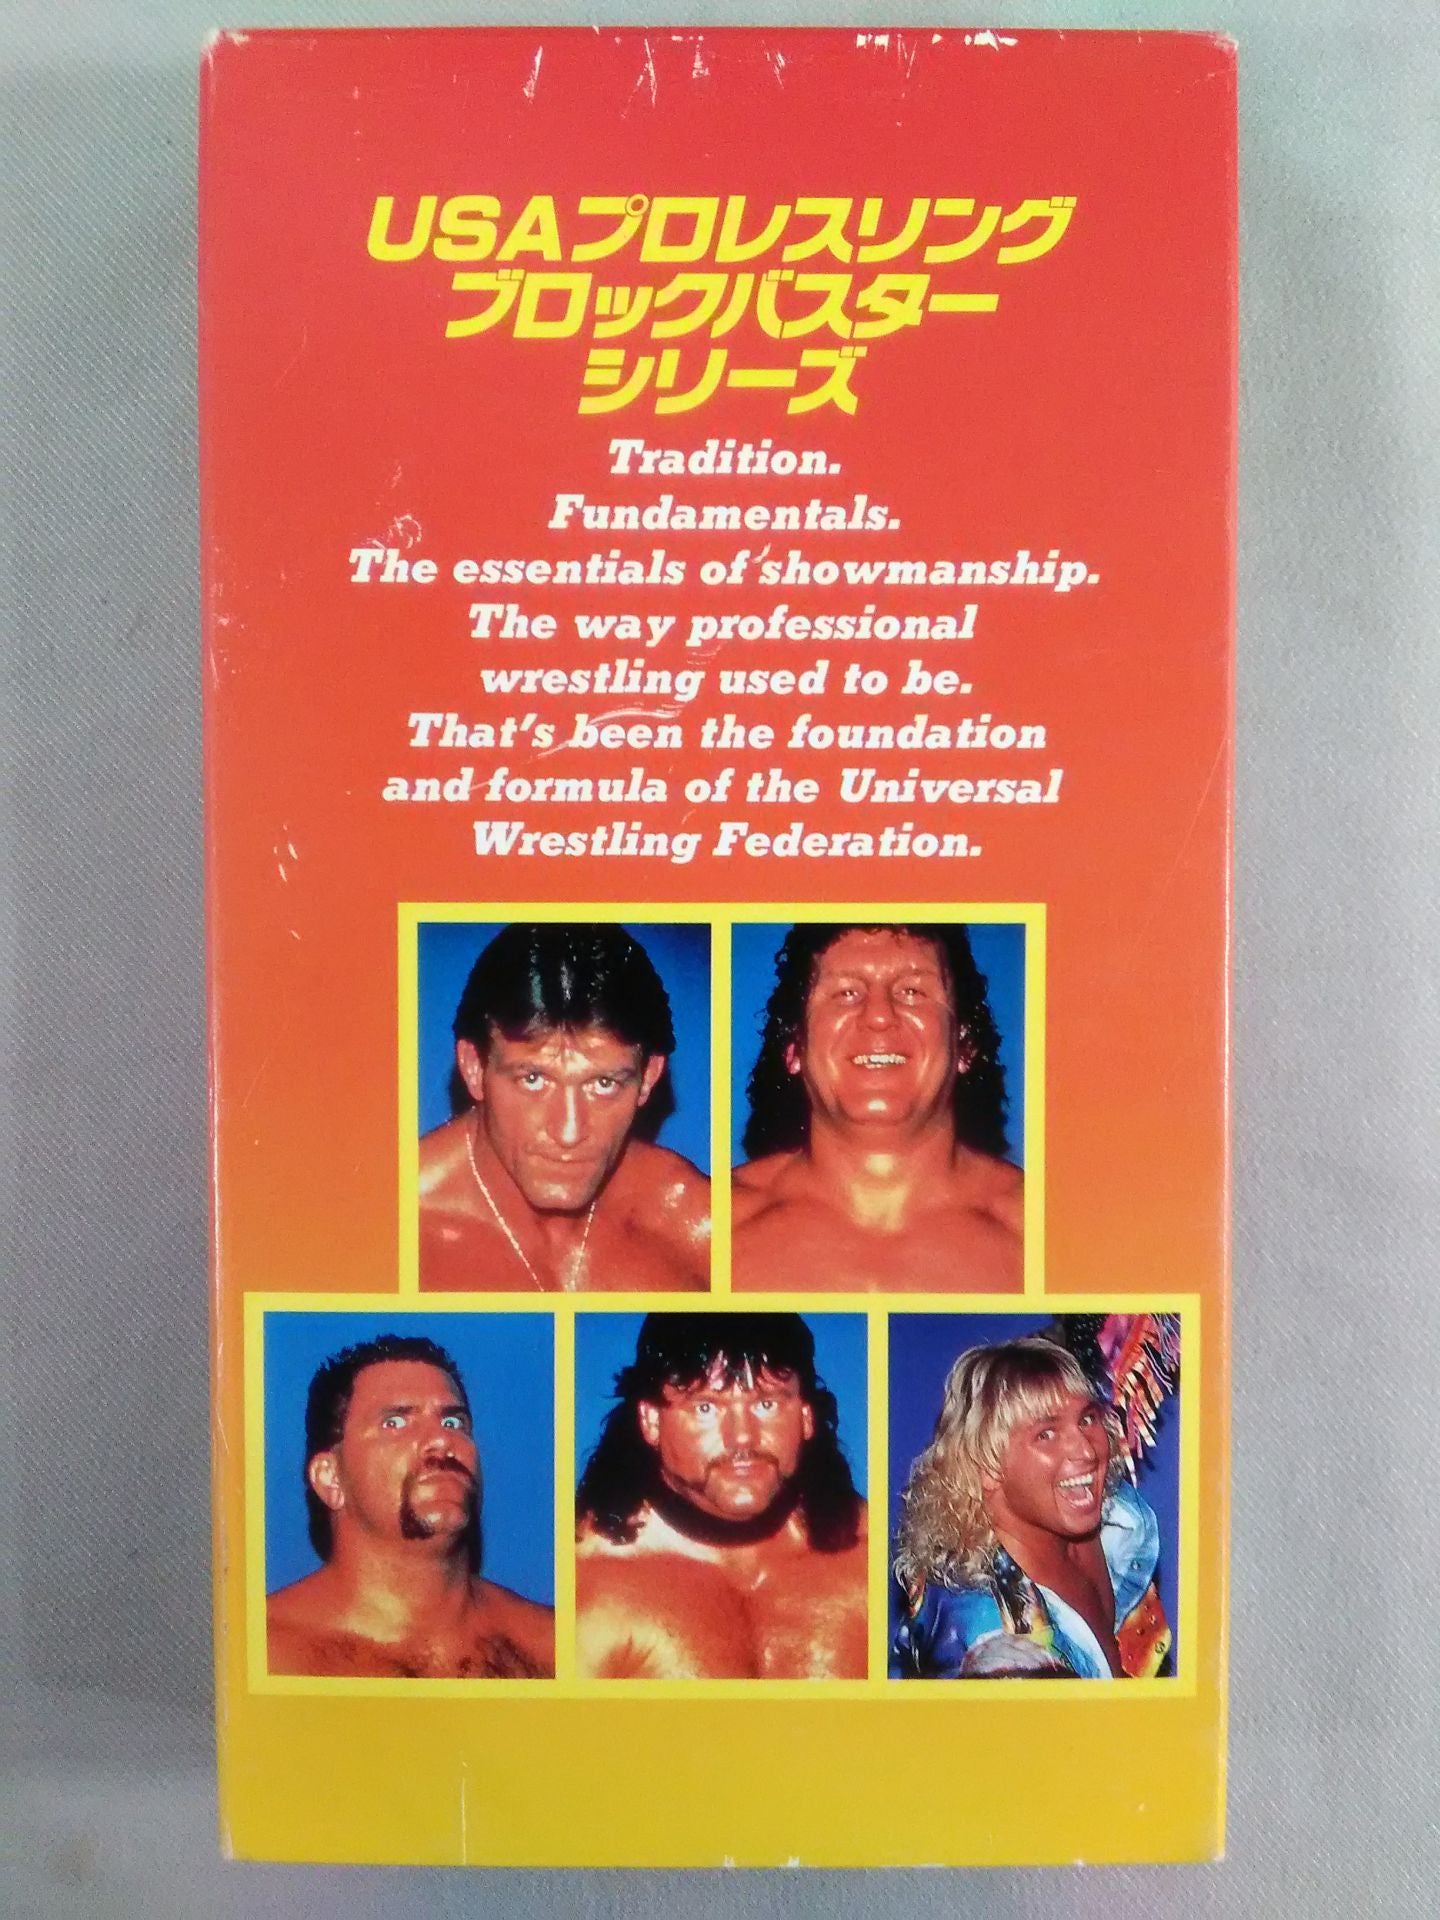 USAプロレスリング
ブロックバスター
シリーズ
Tradition.
Fundamentals.
The essentials of showmanship.
The way professional
wrestling used to be.
That's been the foundation
and formula of the Universal
Wrestling Federation.